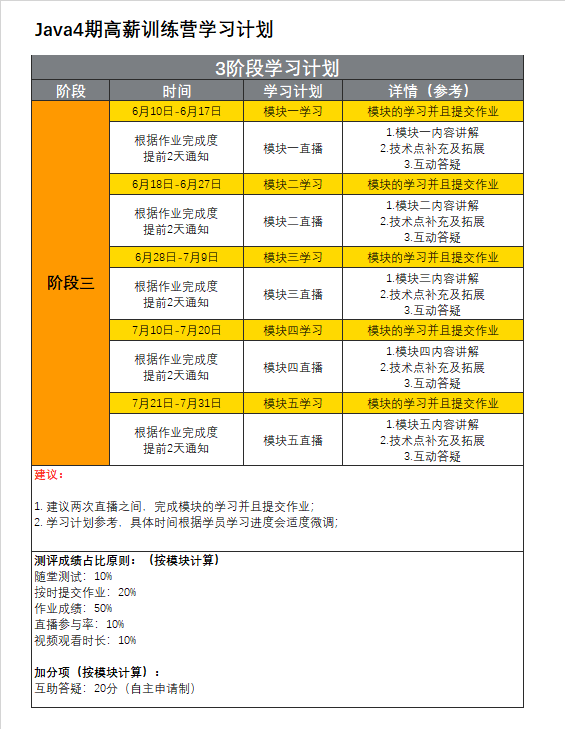 Java4期高薪训练营学习计划
3阶段学习计划
阶段 时间 学习计划 详情（参考）
阶段三
6月10日-6月17日 模块一学习 模块的学习并且提交作业
根据作业完成度
提前2天通知
模块一直播
1.模块一内容讲解
2.技术点补充及拓展
3.互动答疑
6月18日-6月27日 模块二学习 模块的学习并且提交作业
根据作业完成度
提前2天通知
模块二直播
1.模块二内容讲解
2.技术点补充及拓展
3.互动答疑
6月28日-7月9日 模块三学习 模块的学习并且提交作业
根据作业完成度
提前2天通知
模块三直播
1.模块三内容讲解
2.技术点补充及拓展
3.互动答疑
7月10日-7月20日 模块四学习 模块的学习并且提交作业
根据作业完成度
提前2天通知
模块四直播
1.模块四内容讲解
2.技术点补充及拓展
3.互动答疑
7月21日-7月31日 模块五学习 模块的学习并且提交作业
根据作业完成度
提前2天通知
模块五直播
1.模块五内容讲解
2.技术点补充及拓展
3.互动答疑
建议：
1. 建议两次直播之间、完成模块的学习并且提交作业；
2. 学习计划参考、具体时间根据学员学习进度会适度微调；
测评成绩占比原则：（按模块计算）
随堂测试：10%
按时提交作业：20%
作业成绩：50%
直播参与率：10%
视频观看时长：10%
加分项（按模块计算）：
互助答疑：20分（自主申请制）